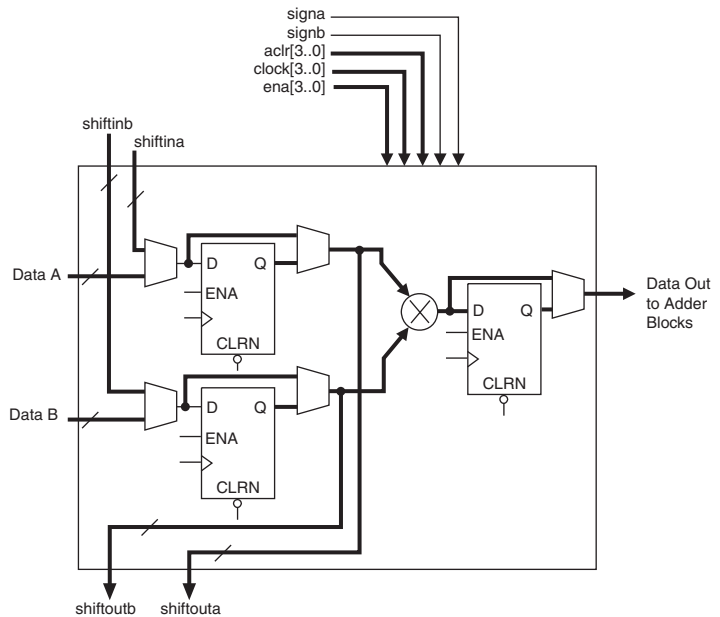 signa
signb
aclr[3..0]
clock[3..0]
ena[3..0]
shiftinb
shiftina
Data A
D Q
ENA
CLRN
D Q
ENA
CLRN
Data Out
to Adder
Blocks
Data B
D Q
ENA
CLRN
shiftoutb shiftouta